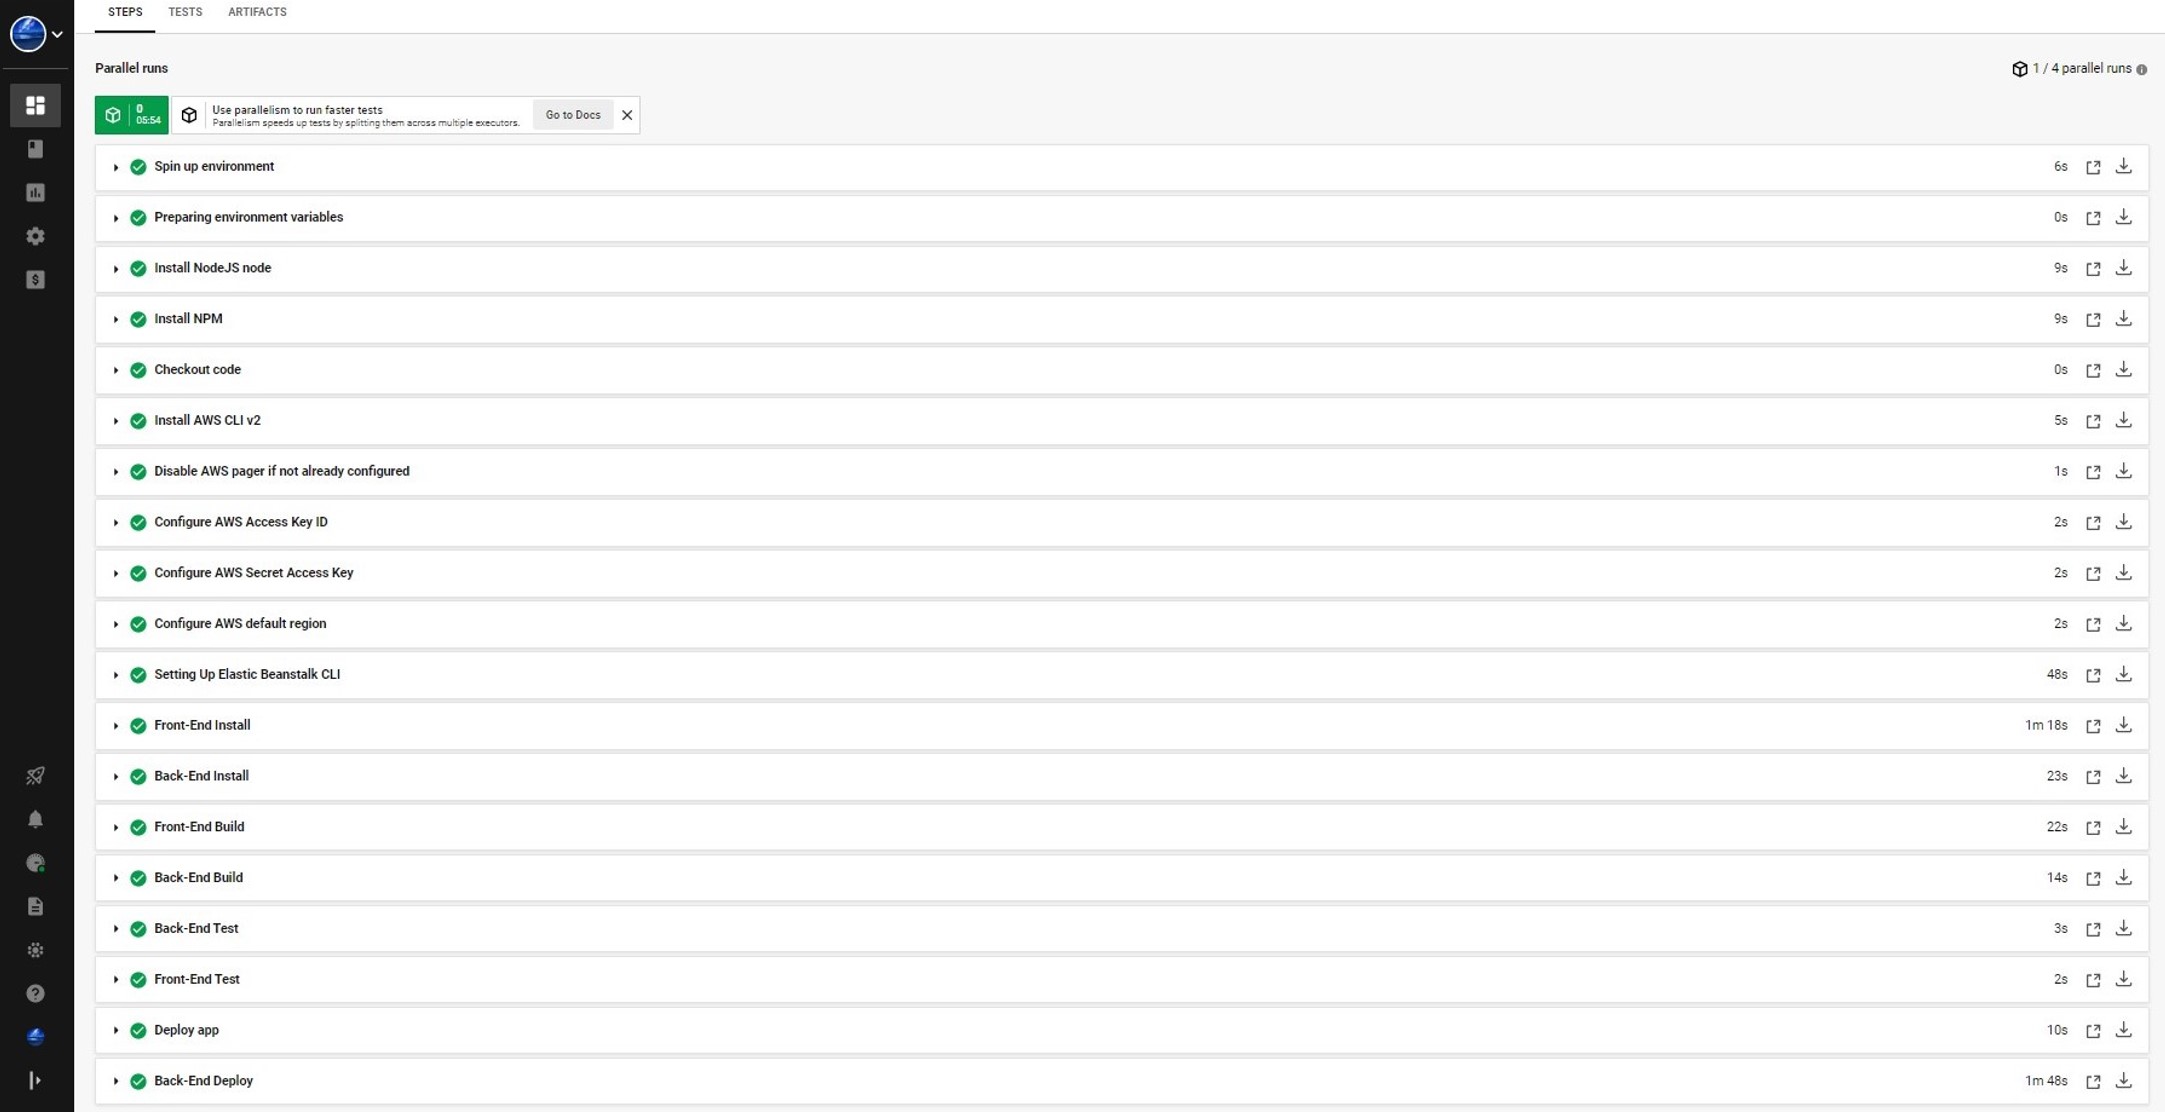 STEPS TESTS ARTIFACTS
Parallel runs 1 / 4 parallel runs
0
05:54
Use parallelism to run faster tests
Parallelism speeds up tests by splitting them across multiple executors.
Go to Docs
Spin up environment 6s
Preparing environment variables 0s
Install NodeJS node 9s
Install NPM 9s
Checkout code 0s
Install AWS CLI v2 5s
Disable AWS pager if not already configured 1s
Configure AWS Access Key ID 2s
Configure AWS Secret Access Key 2s
Configure AWS default region 2s
Setting Up Elastic Beanstalk CLI 48s
Front-End Install 1m 18s
Back-End Install 23s
Front-End Build 22s
Back-End Build 14s
Back-End Test 3s
Front-End Test 2s
Deploy app 10s
Back-End Deploy 1m 48s